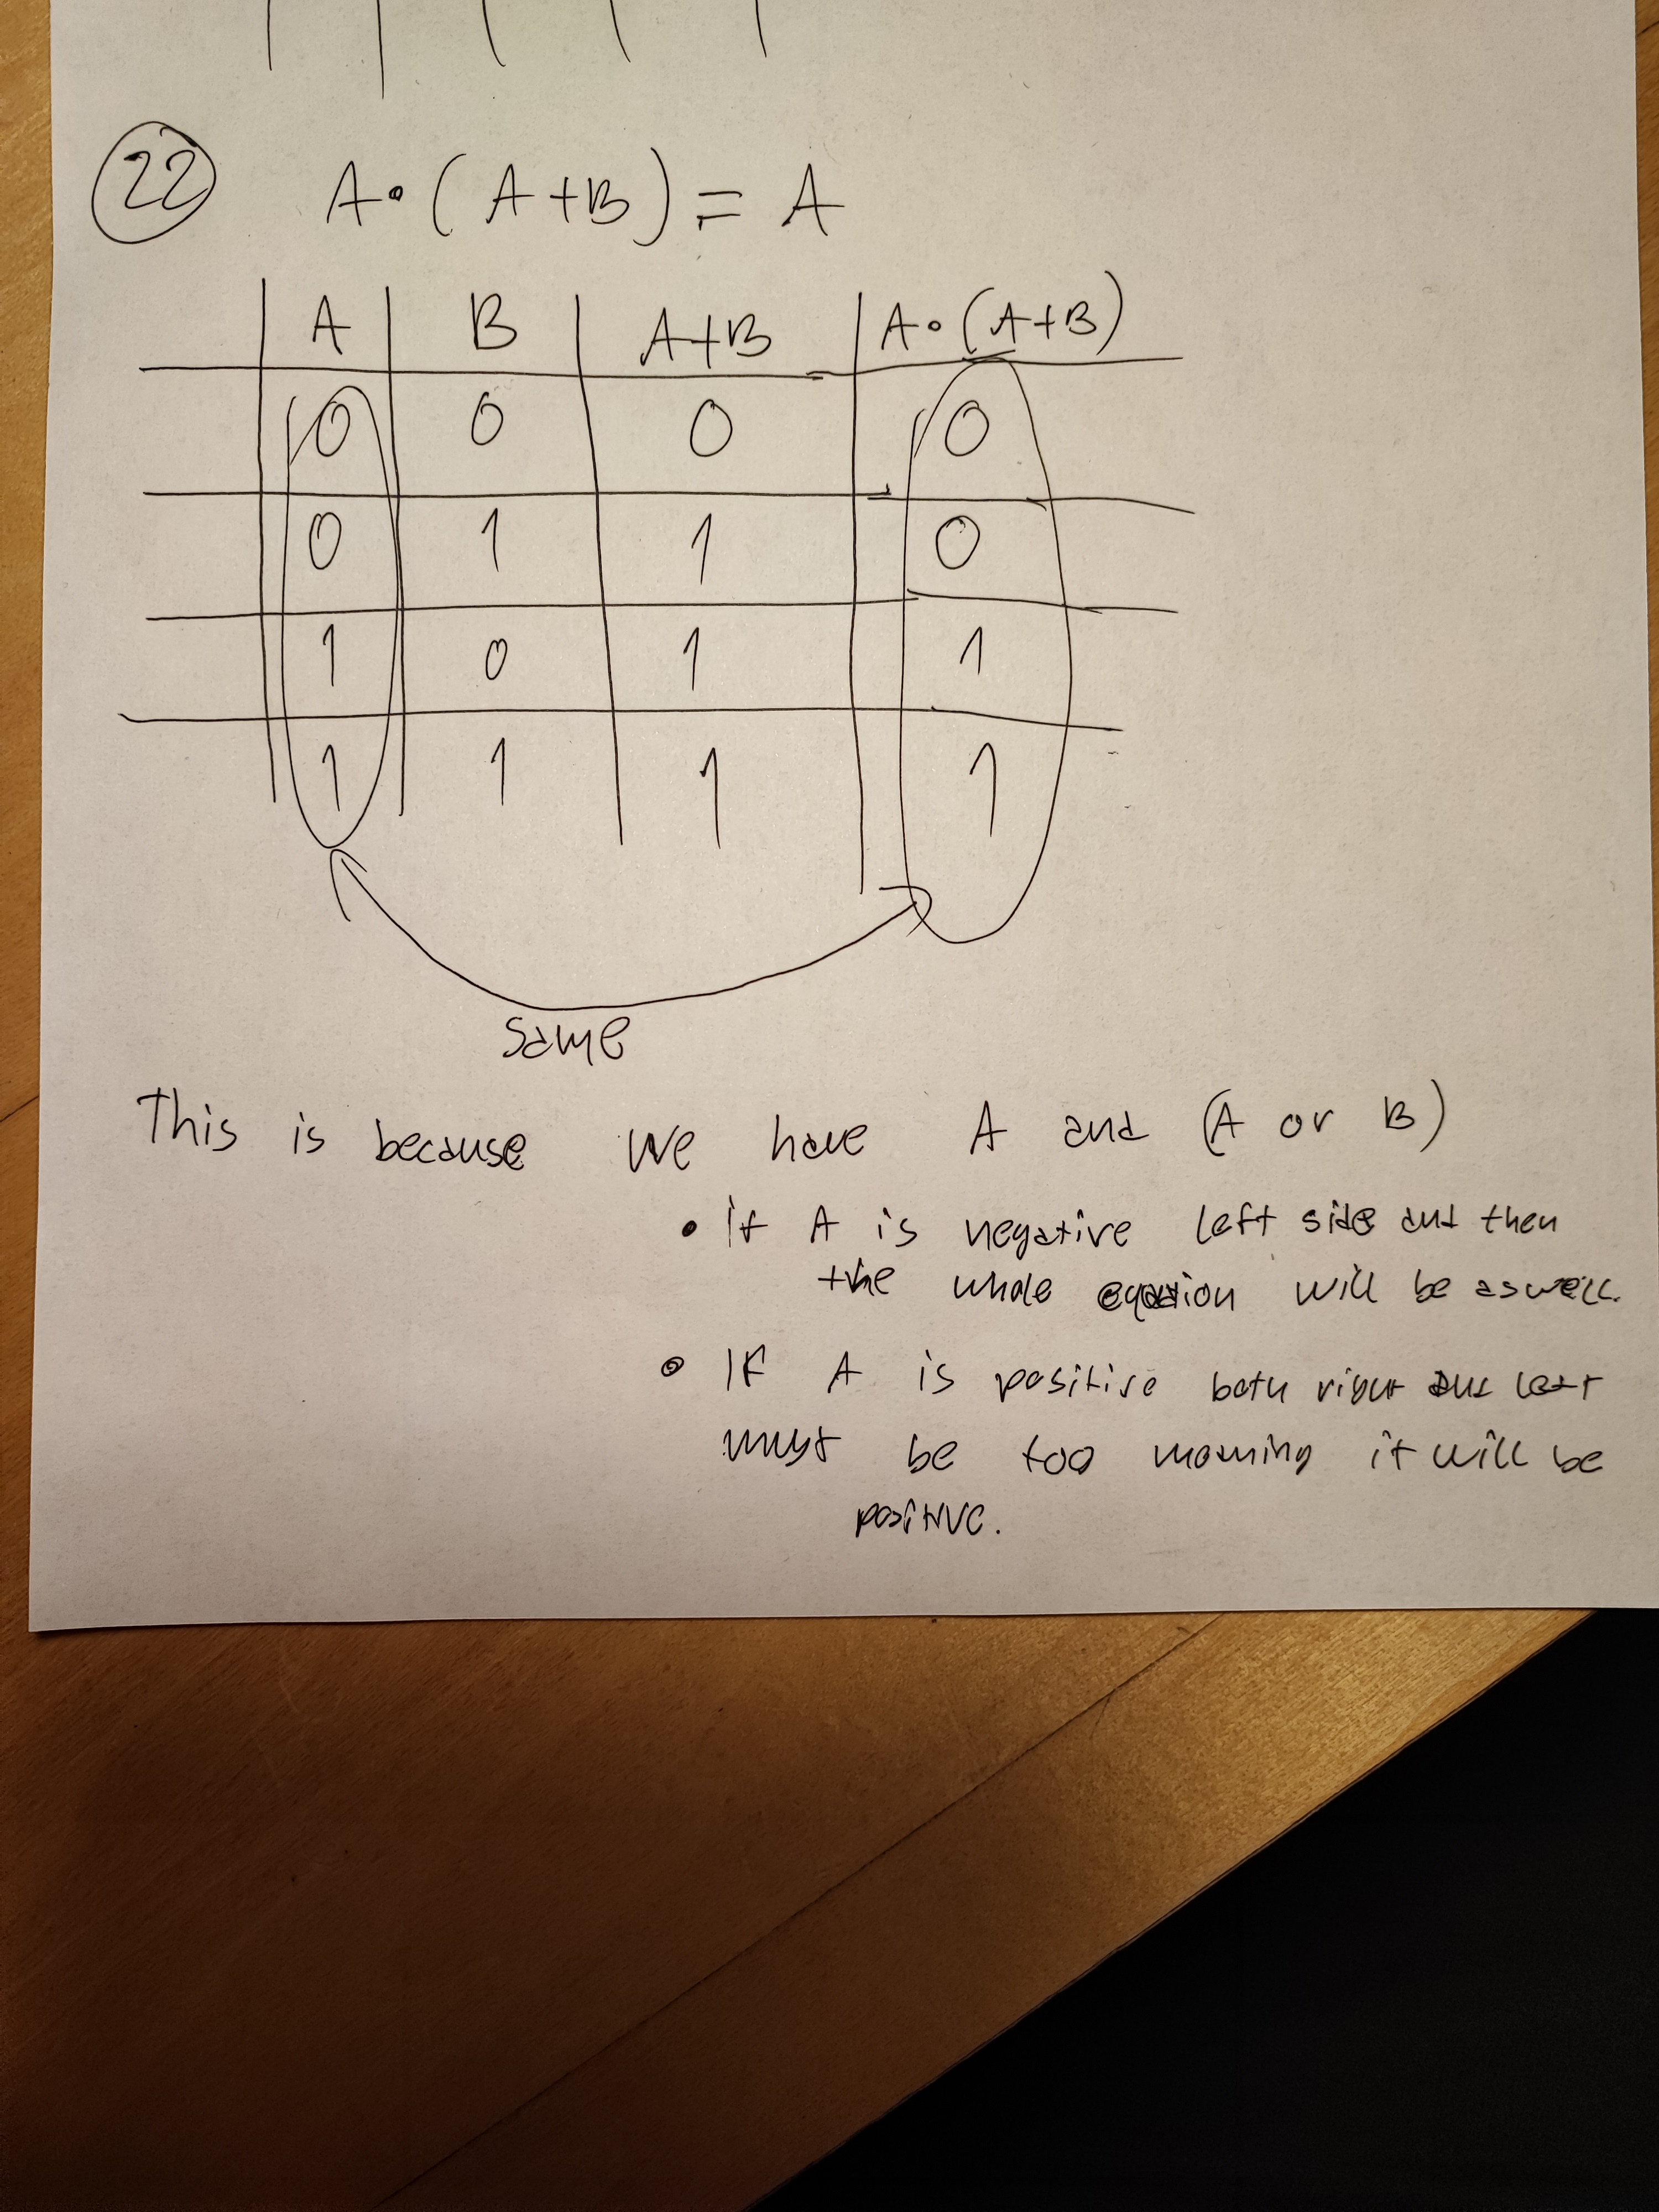 22 A·(A+B)=A
A B A+B A·(A+B)
0 0 0 0
0 1 1 0
1 0 1 1
1 1 1 1
same
This is because we have A and (A or B)
• If A is negative left side and then
the whole equation will be aswell.
• If A is positive both right and left
must be too meaning it will be
positive.